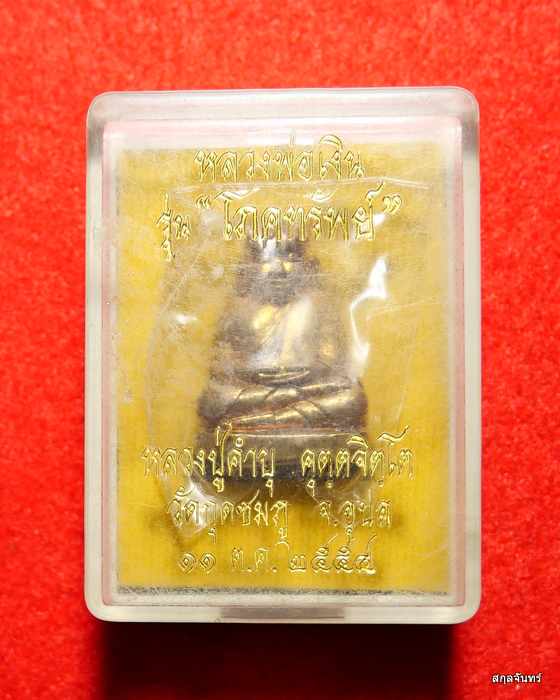 หลวงพ่อเงิน
รุ่น "โภคทรัพย์"
หลวงปู่คำบุ คุตฺตจิตฺโต
วัดกุดชมภู จ.อุบล
๑๑ ต.ค. ๒๕๕๔
สกุลจันทร์